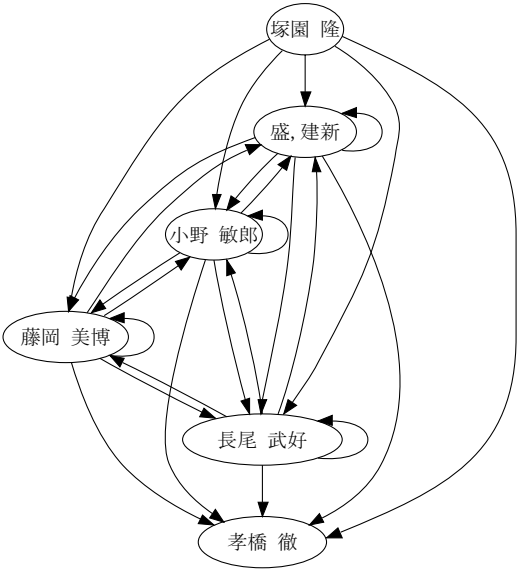 塚園 隆
盛,建新
小野 敏郎
藤岡 美博
長尾 武好
孝橋 徹